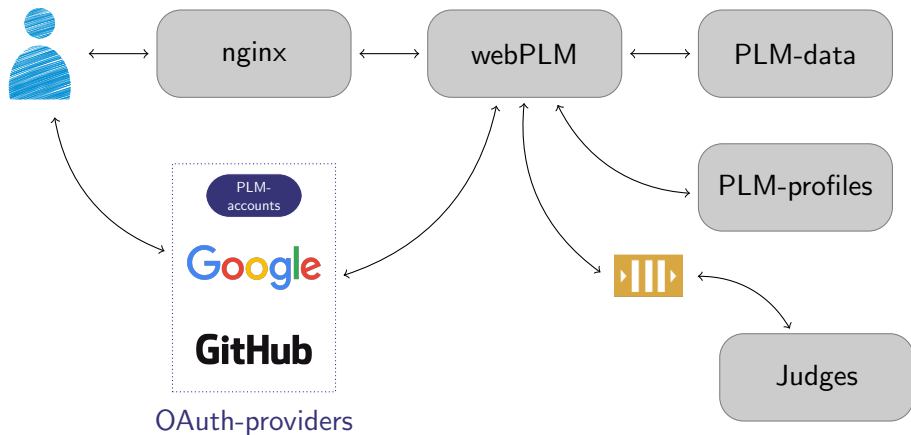 nginx
webPLM
PLM-data
PLM-profiles
PLM-
accounts
Google
GitHub
Judges
OAuth-providers